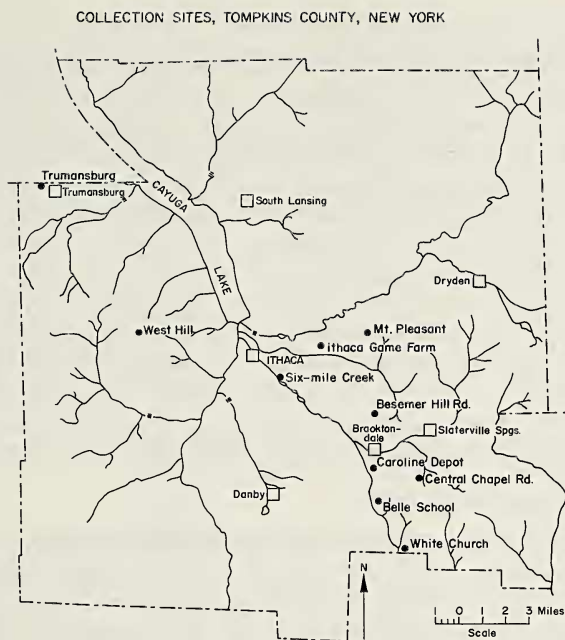 COLLECTION SITES, TOMPKINS COUNTY, NEW YORK
Trumansburg
Trumansburg
CAYUGA
LAKE
South Lansing
Dryden
West Hill
Mt. Pleasant
Ithaca Game Farm
ITHACA
Six-mile Creek
Besemer Hill Rd.
Brookton-
dale
Slaterville Spgs.
Caroline Depot
Central Chapel Rd.
Danby
Belle School
White Church
N
1 0 1 2 3 Miles
Scale